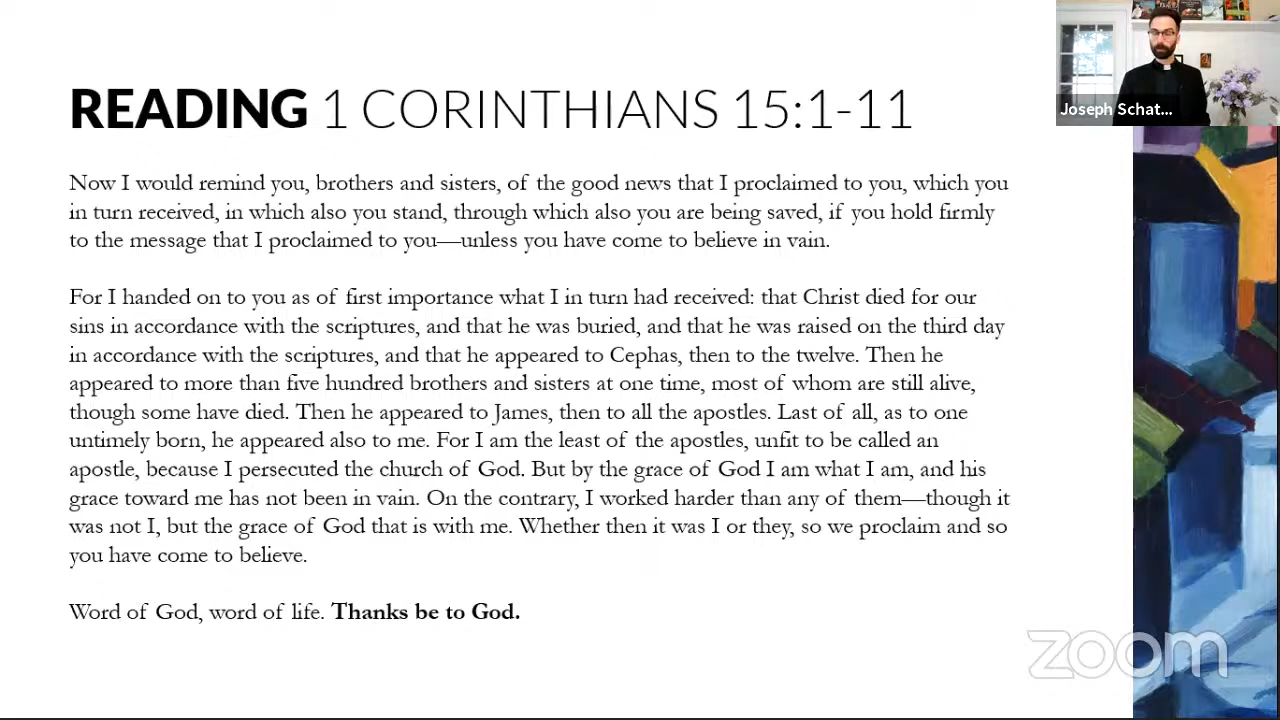 READING 1 CORINTHIANS 15:1-11
Joseph Schat...
Now I would remind you, brothers and sisters, of the good news that I proclaimed to you, which you
in turn received, in which also you stand, through which also you are being saved, if you hold firmly
to the message that I proclaimed to you—unless you have come to believe in vain.
For I handed on to you as of first importance what I in turn had received: that Christ died for our
sins in accordance with the scriptures, and that he was buried, and that he was raised on the third day
in accordance with the scriptures, and that he appeared to Cephas, then to the twelve. Then he
appeared to more than five hundred brothers and sisters at one time, most of whom are still alive,
though some have died. Then he appeared to James, then to all the apostles. Last of all, as to one
untimely born, he appeared also to me. For I am the least of the apostles, unfit to be called an
apostle, because I persecuted the church of God. But by the grace of God I am what I am, and his
grace toward me has not been in vain. On the contrary, I worked harder than any of them—though it
was not I, but the grace of God that is with me. Whether then it was I or they, so we proclaim and so
you have come to believe.
Word of God, word of life. Thanks be to God.
zoom